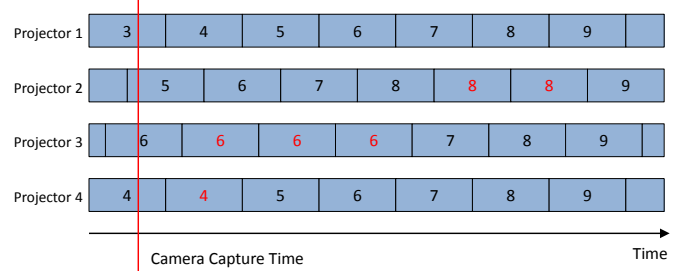 Projector 1 3 4 5 6 7 8 9
Projector 2 5 6 7 8 8 8 9
Projector 3 6 6 6 6 7 8 9
Projector 4 4 4 5 6 7 8 9
Camera Capture Time Time